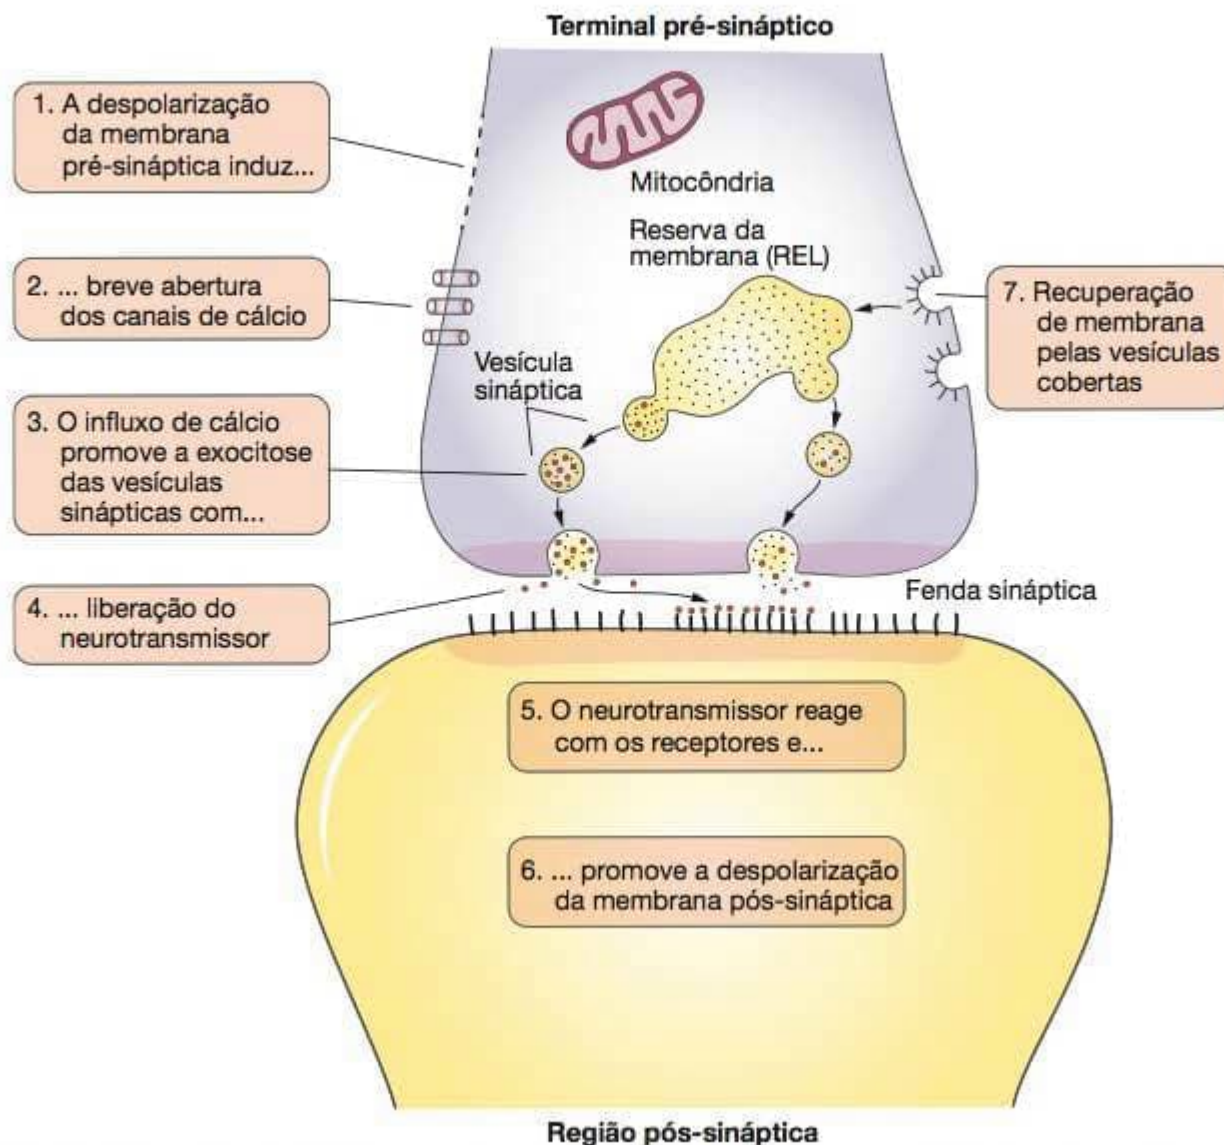 Terminal pré-sináptico
1. A despolarização
da membrana
pré-sináptica induz...
Mitocôndria
Reserva da
membrana (REL)
2. ... breve abertura
dos canais de cálcio
7. Recuperação
de membrana
pelas vesículas
cobertas
Vesícula
sináptica
3. O influxo de cálcio
promove a exocitose
das vesículas
sinápticas com...
4. ... liberação do
neurotransmissor
Fenda sináptica
5. O neurotransmissor reage
com os receptores e...
6. ... promove a despolarização
da membrana pós-sináptica
Região pós-sináptica